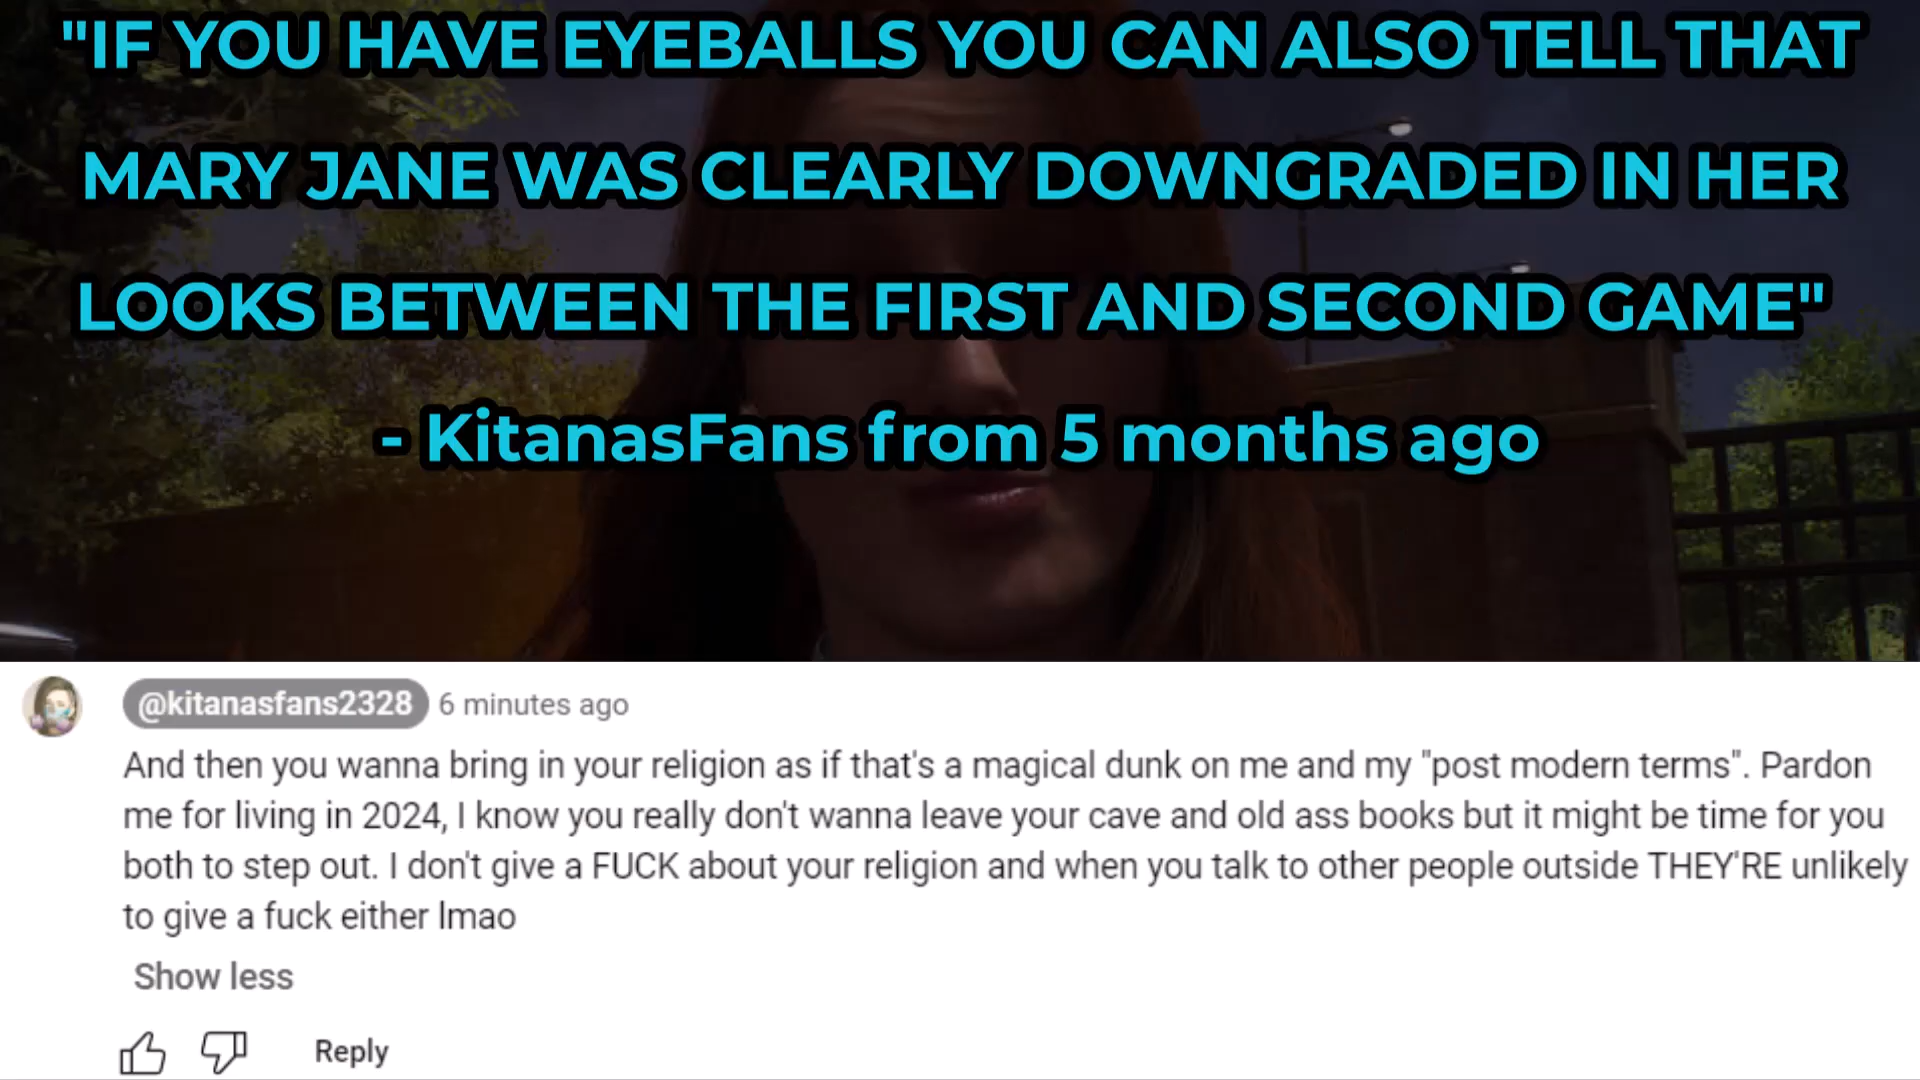 "IF YOU HAVE EYEBALLS YOU CAN ALSO TELL THAT
MARY JANE WAS CLEARLY DOWNGRADED IN HER
LOOKS BETWEEN THE FIRST AND SECOND GAME"
- KitanasFans from 5 months ago
@kitanasfans2328 6 minutes ago
And then you wanna bring in your religion as if that's a magical dunk on me and my "post modern terms". Pardon
me for living in 2024, I know you really don't wanna leave your cave and old ass books but it might be time for you
both to step out. I don't give a FUCK about your religion and when you talk to other people outside THEY'RE unlikely
to give a fuck either lmao
Show less
Reply